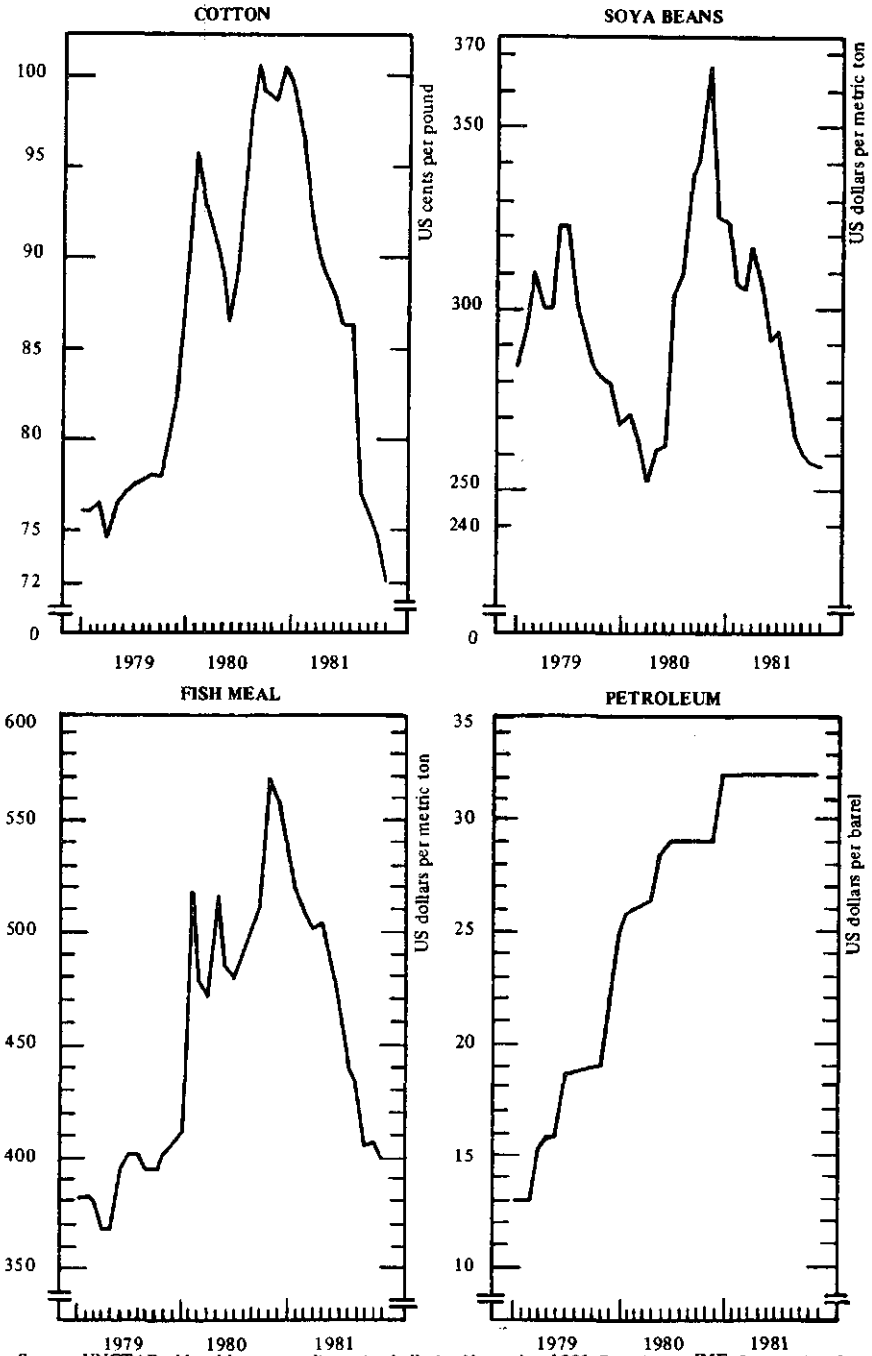 COTTON
100
95
90
85
80
75
72
0
US cents per pound
1979 1980 1981
SOYA BEANS
370
350
300
250
240
0
US dollars per metric ton
1979 1980 1981
FISH MEAL
600
550
500
450
400
350
US dollars per metric ton
1979 1980 1981
PETROLEUM
35
30
25
20
15
10
US dollars per barrel
1979 1980 1981